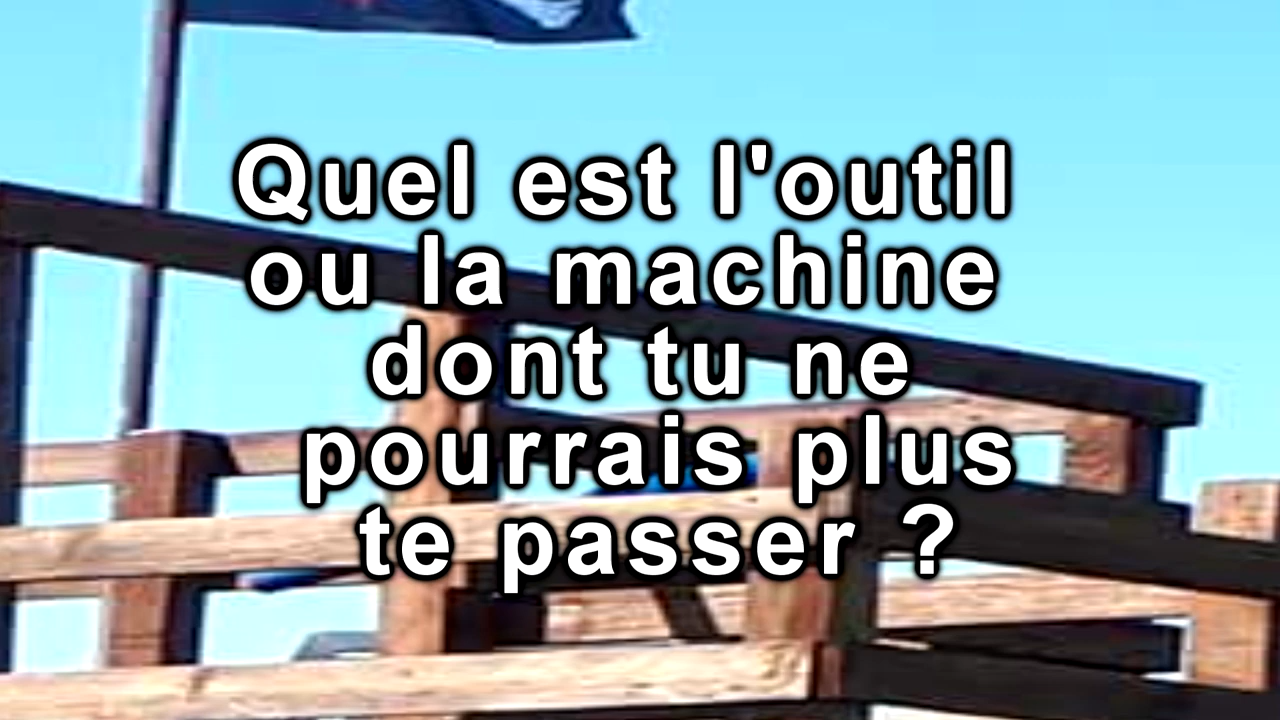 Quel est l'outil
ou la machine
dont tu ne
pourrais plus
te passer ?